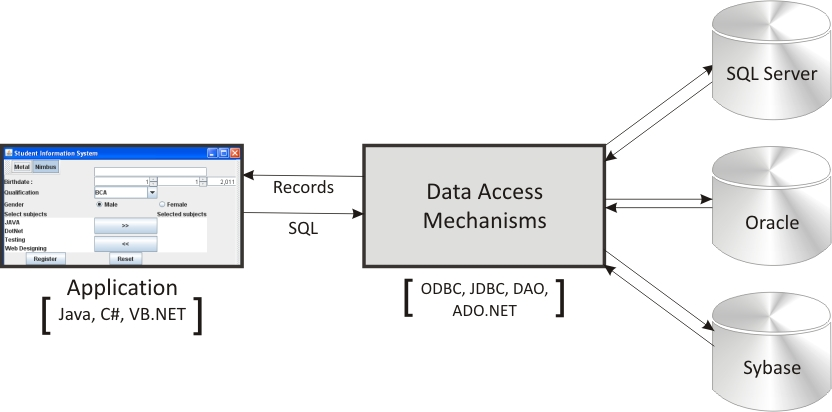 Student Information System
Metal Nimbus
Birthdate : 1 1 2,011
Qualification BCA
Gender Male Female
Select subjects Selected subjects
JAVA
DotNet
Testing
Web Designing
>>
<<
Register Reset
Application
[ Java, C#, VB.NET ]
Records
SQL
Data Access
Mechanisms
[ ODBC, JDBC, DAO,
ADO.NET ]
SQL Server
Oracle
Sybase